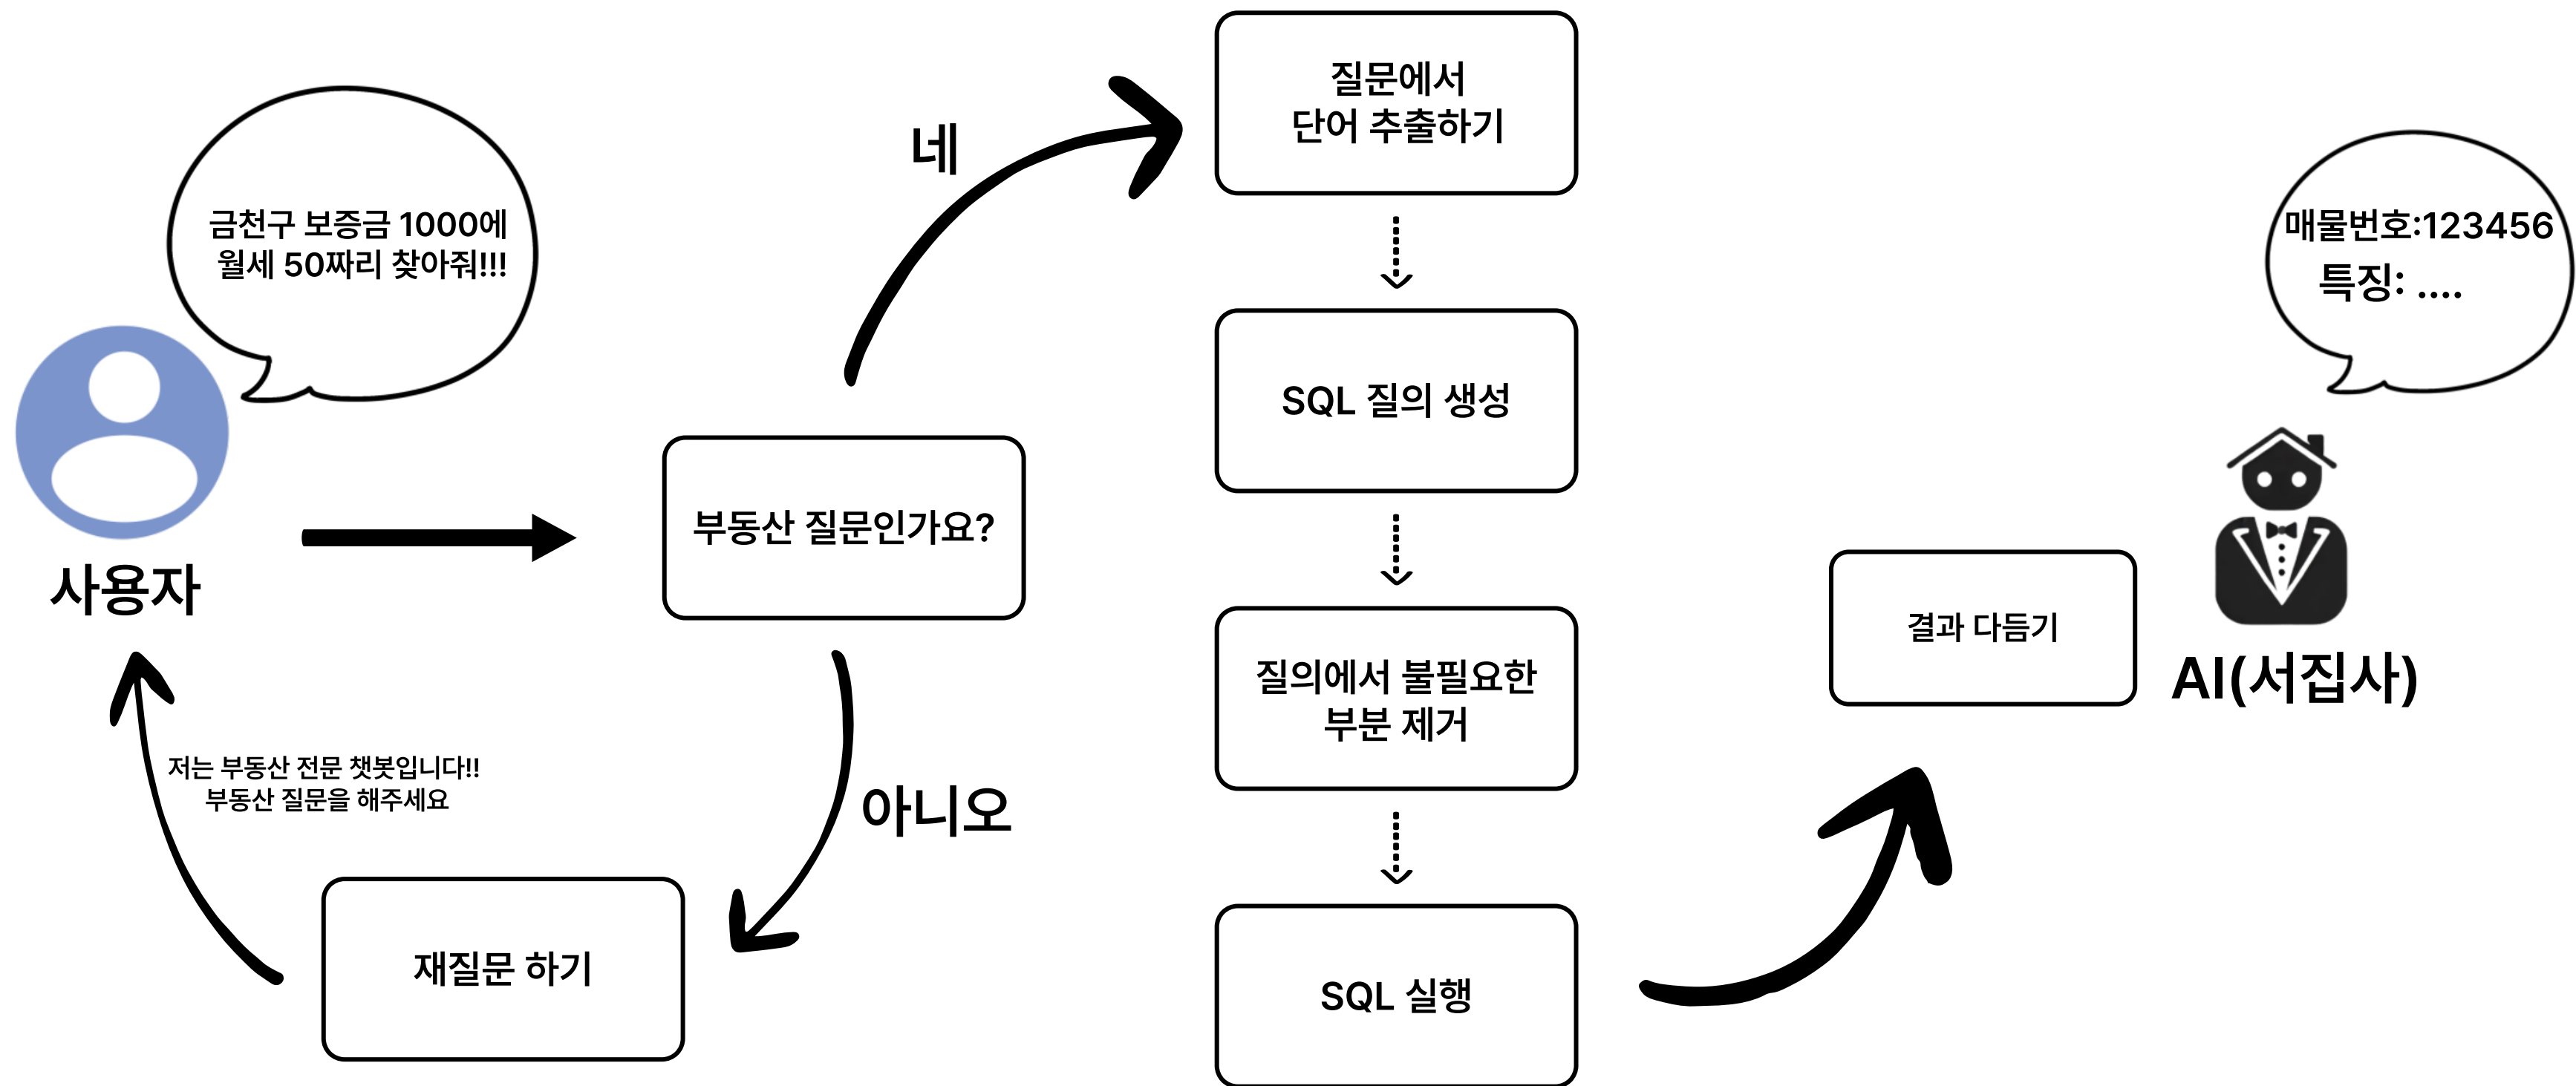 금천구 보증금 1000에
월세 50짜리 찾아줘!!!
사용자
부동산 질문인가요?
네
아니오
재질문 하기
저는 부동산 전문 챗봇입니다!!
부동산 질문을 해주세요
질문에서
단어 추출하기
SQL 질의 생성
질의에서 불필요한
부분 제거
SQL 실행
결과 다듬기
매물번호:123456
특징: ....
AI(서집사)